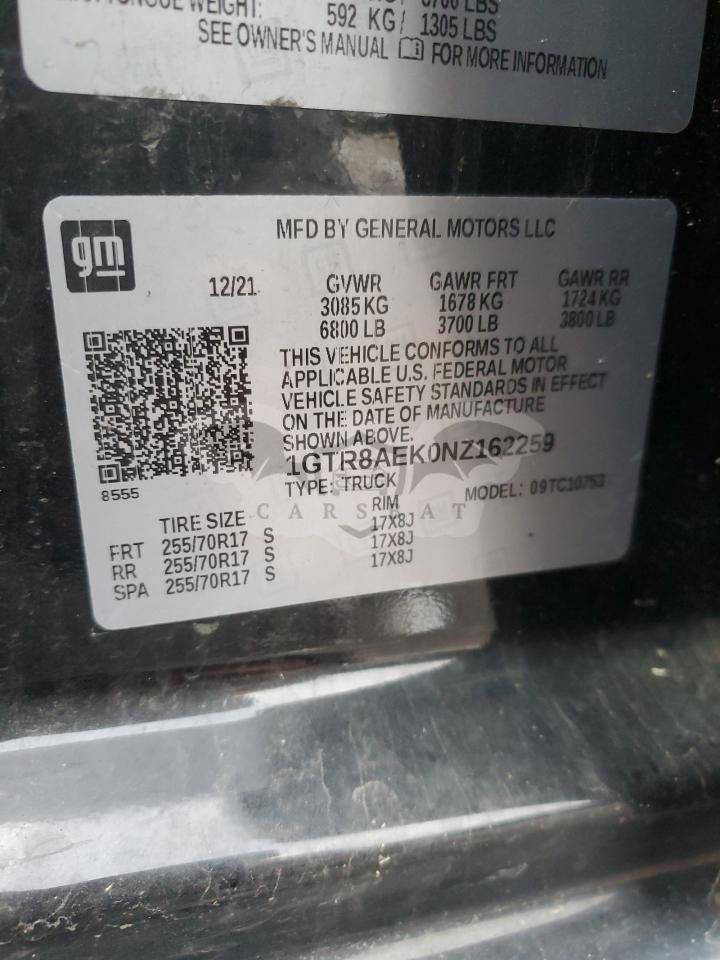 TONGUE WEIGHT: 592 KG/ 1305 LBS
SEE OWNER'S MANUAL FOR MORE INFORMATION
gm
MFD BY GENERAL MOTORS LLC
12/21 GVWR GAWR FRT GAWR RR
3085 KG 1678 KG 1724 KG
6800 LB 3700 LB 3800 LB
THIS VEHICLE CONFORMS TO ALL
APPLICABLE U.S. FEDERAL MOTOR
VEHICLE SAFETY STANDARDS IN EFFECT
ON THE DATE OF MANUFACTURE
SHOWN ABOVE.
8555
1GTR8AEK0NZ162259
TYPE: TRUCK MODEL: 09TC10753
TIRE SIZE RIM
FRT 255/70R17 S 17X8J
RR 255/70R17 S 17X8J
SPA 255/70R17 S 17X8J